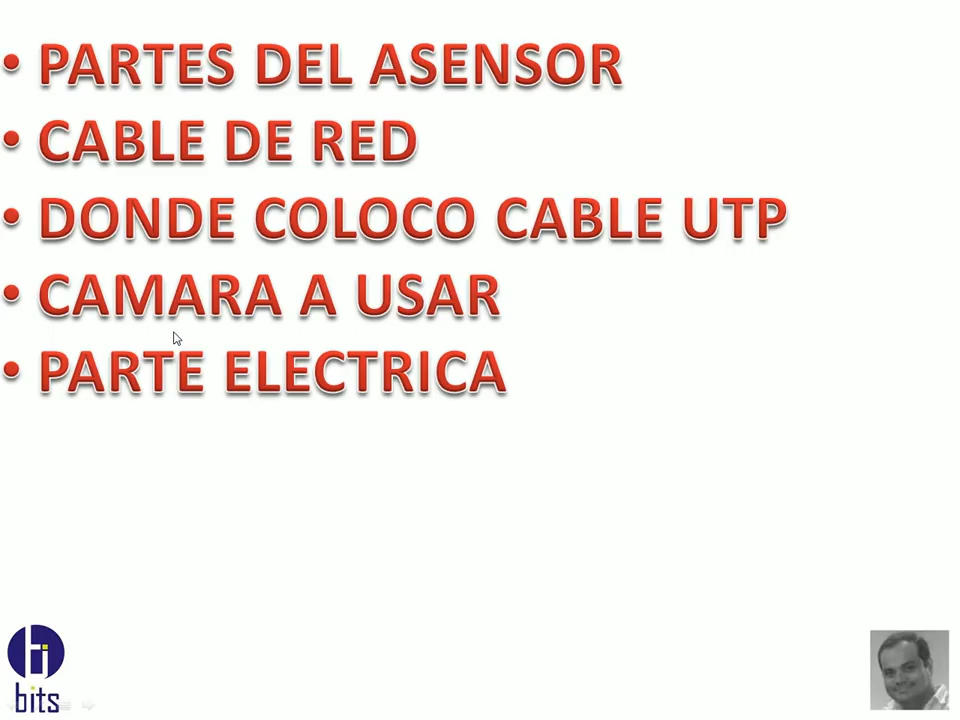 • PARTES DEL ASENSOR
• CABLE DE RED
• DONDE COLOCO CABLE UTP
• CAMARA A USAR
• PARTE ELECTRICA
bits